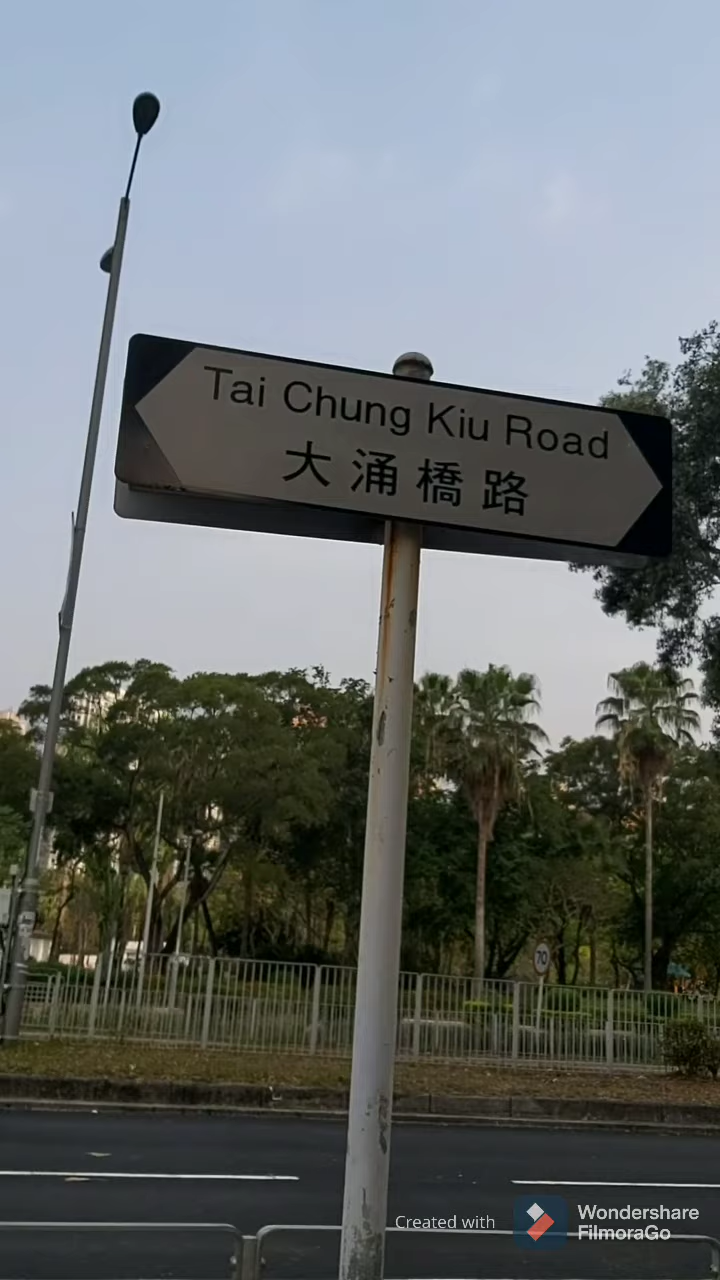 Tai Chung Kiu Road
大涌橋路
70
Created with
Wondershare
FilmoraGo